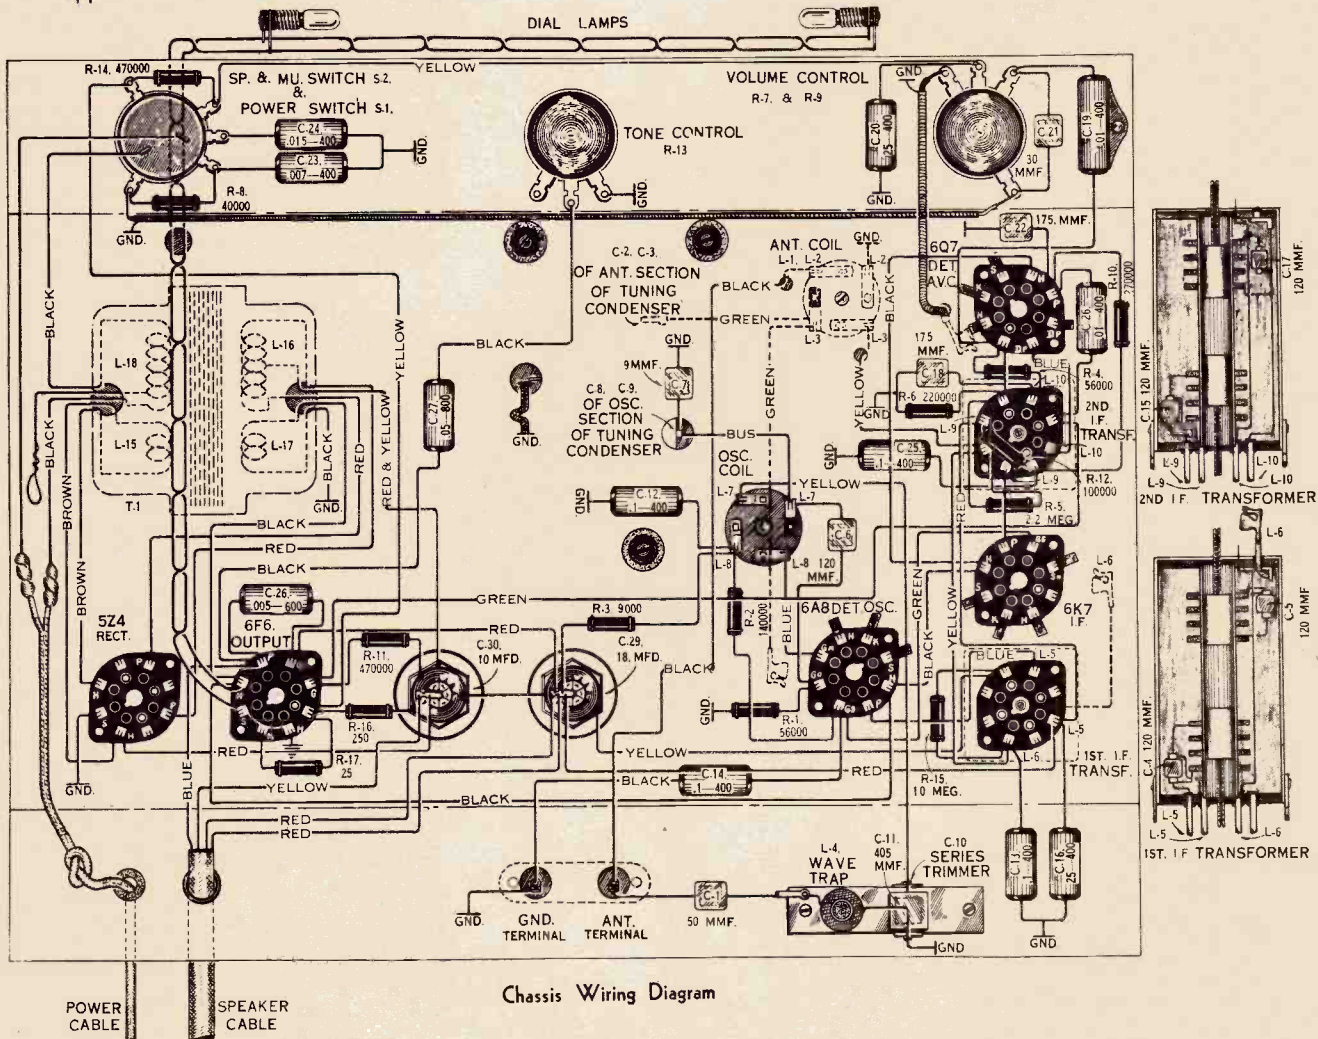 DIAL LAMPS
R-14. 470000
YELLOW
SP. & MU. SWITCH S.2.
&
POWER SWITCH S.1.
C.24.
.015-400
C.23.
.007-400
GND.
R-8.
40000
GND.
TONE CONTROL
R-13
GND.
VOLUME CONTROL
R-7. & R-9
GND
C.20.
25 400
GND.
C.21
30
MMF.
C.19.
.01-400
C.22
175. MMF.
BLACK
BLACK
BROWN
L-18
L-16
L-15
L-17
T.1
BLACK
GND.
RED
RED & YELLOW
YELLOW
BLACK
C.27.
.05-800
GND.
C-2. C-3.
OF ANT. SECTION
OF TUNING
CONDENSER
GND.
9MMF.
C.7
C.8. C.9.
OF OSC.
SECTION
OF TUNING
CONDENSER
BUS
ANT. COIL
L-1. L-2
GND.
L-2
BLACK
GREEN
L-3
L-3
GREEN
YELLOW
BLACK
6Q7
DET.
A.V.C.
R-10.
270000
C.26.
.01 400
175
MMF.
C.18
BLUE
L-10
R-4.
56000
R-6 220000
GND
2ND
I.F.
TRANSF.
L-9
L-10
L-9
C.25.
.1-400
GND.
R-12.
100000
R-5.
2.2 MEG.
RED
OSC.
COIL
L-7
YELLOW
L-7
C.6
L-8
L-8
120
MMF.
GND.
C.12.
.1-400
BLACK
RED
BLACK
BROWN
C.26.
.005-600
GREEN
R-3 9000
R-2
140000
BLUE
6A8 DET. OSC.
GREEN
BLACK
YELLOW
6K7
I.F.
L-6
5Z4
RECT.
6F6.
OUTPUT
R-11.
470000
RED
C.30.
10 MFD.
C.29,
18. MFD.
BLACK
GND.
R-1.
56000
BLUE
L-5
L-5
L-6
R-16.
250
RED
R-17.
25
YELLOW
YELLOW
BLACK
C.14.
.1-400
RED
R-15.
10 MEG.
1ST. I.F.
TRANSF.
GND.
BLUE
BLACK
RED
RED
GND.
GND.
TERMINAL
ANT.
TERMINAL
C-1
50 MMF.
L-4.
WAVE
TRAP
C-11.
405
MMF.
C.10
SERIES
TRIMMER
GND
C.13.
.1 400
C.16.
25-400
GND
C.17
120 MMF.
C.15 120 MMF.
L-9
L-10
L-9
L-10
2ND I.F. TRANSFORMER
L-6
C-5
120 MMF
C-4 120 MMF.
L-5
L-5
L-6
1ST. I.F TRANSFORMER
POWER
CABLE
SPEAKER
CABLE
Chassis Wiring Diagram